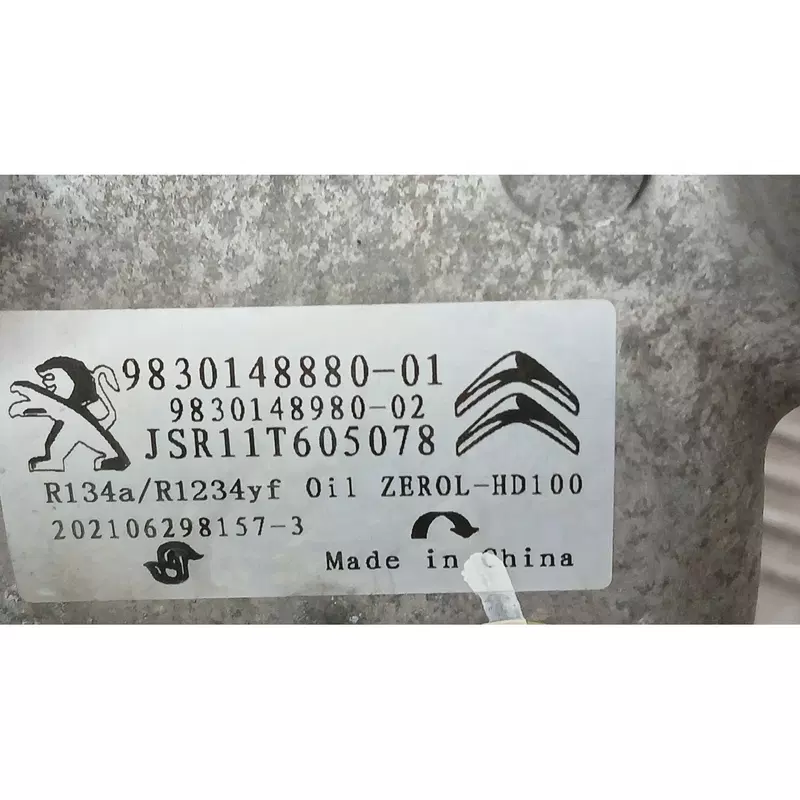 9830148880-01
9830148980-02
JSR11T605078
R134a/R1234yf Oil ZEROL-HD100
202106298157-3
Made in China